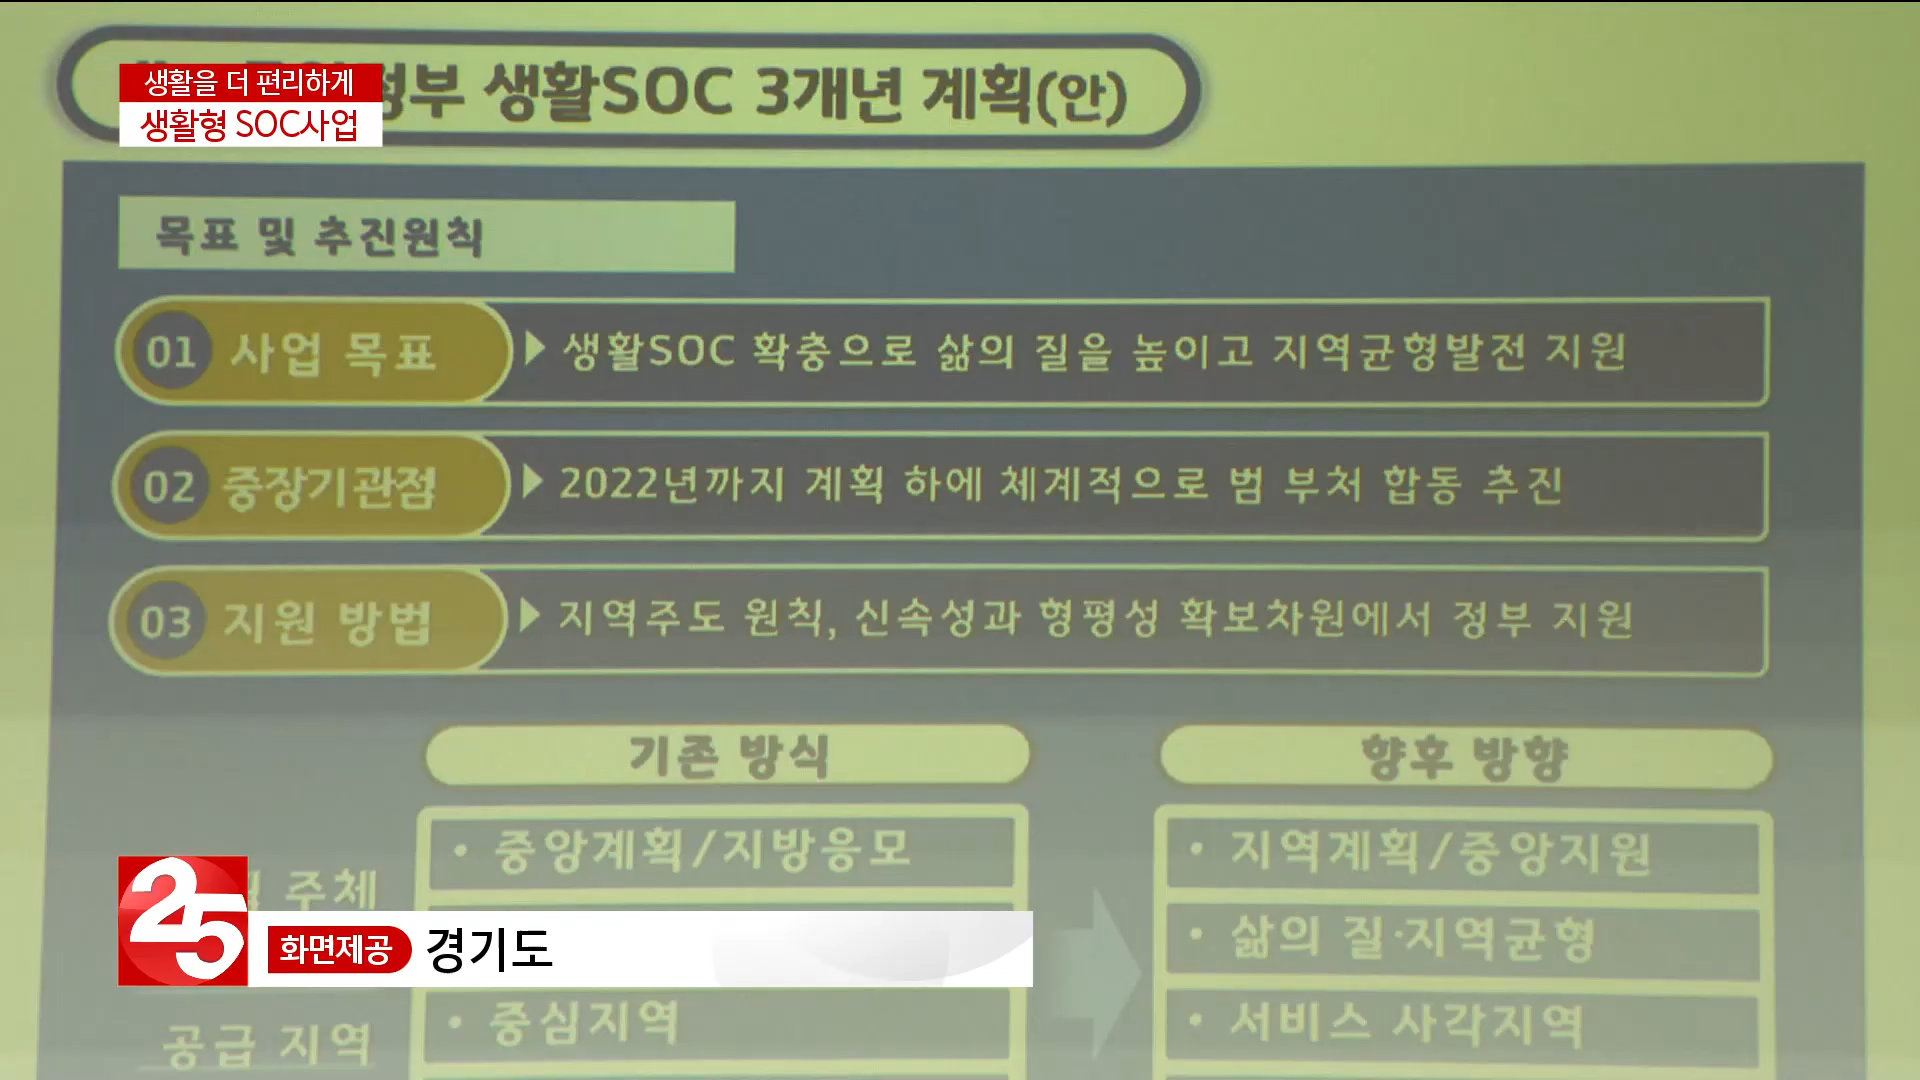 생활을 더 편리하게
생활형 SOC사업
정부 생활SOC 3개년 계획(안)
목표 및 추진원칙
01 사업 목표 ▶ 생활SOC 확충으로 삶의 질을 높이고 지역균형발전 지원
02 중장기관점 ▶ 2022년까지 계획 하에 체계적으로 범 부처 합동 추진
03 지원 방법 ▶ 지역주도 원칙, 신속성과 형평성 확보차원에서 정부 지원
기존 방식
향후 방향
주체
• 중앙계획/지방응모
• 지역계획/중앙지원
• 삶의 질·지역균형
공급 지역
• 중심지역
• 서비스 사각지역
25
화면제공 경기도